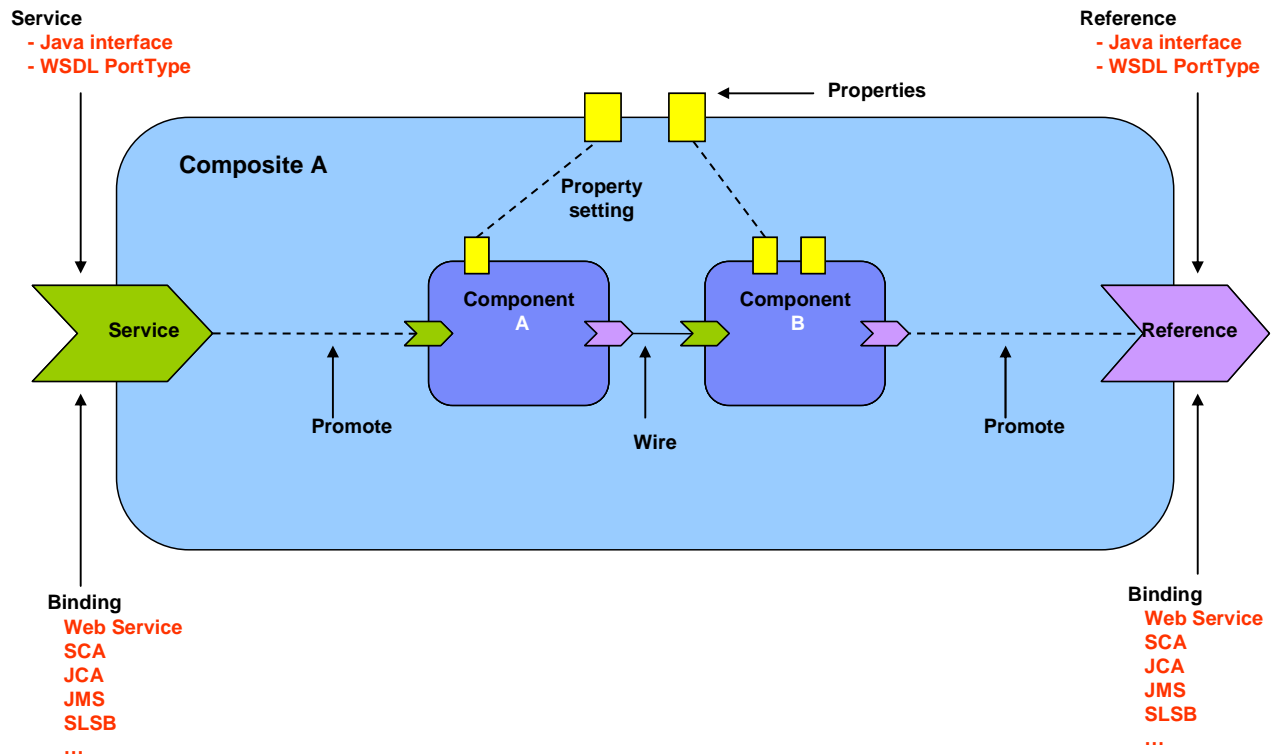 Service
- Java interface
- WSDL PortType
Reference
- Java interface
- WSDL PortType
Properties
Composite A
Property
setting
Component
A
Component
B
Service
Reference
Promote
Wire
Promote
Binding
Web Service
SCA
JCA
JMS
SLSB
...
Binding
Web Service
SCA
JCA
JMS
SLSB
...